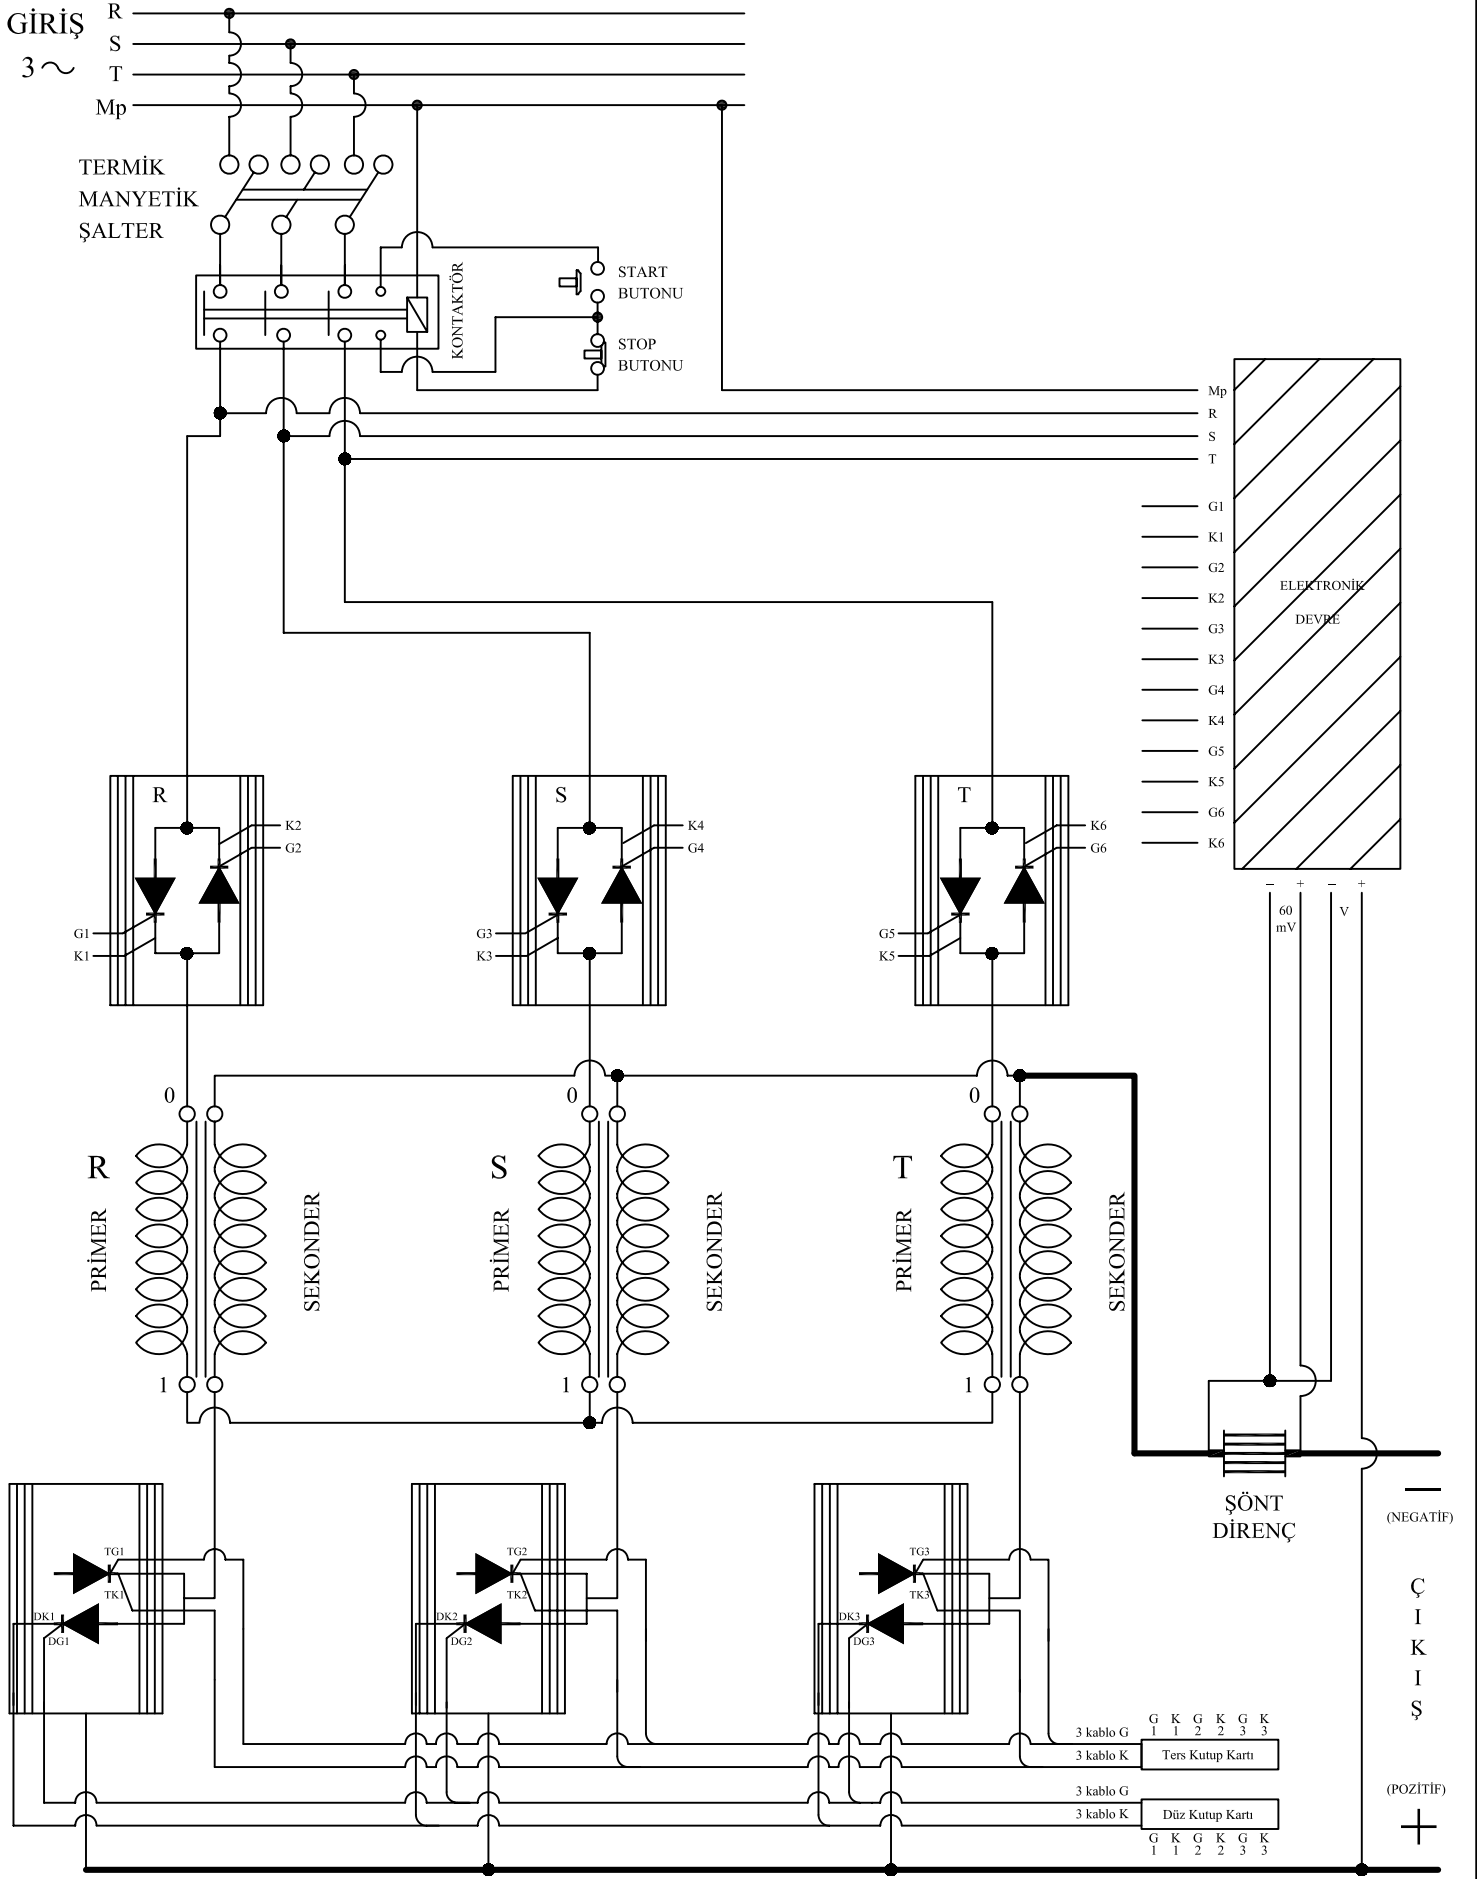 GİRİŞ
3
R
S
T
Mp
TERMİK
MANYETİK
ŞALTER
KONTAKTÖR
START
BUTONU
STOP
BUTONU
Mp
R
S
T
G1
K1
G2
K2
G3
K3
G4
K4
G5
K5
G6
K6
ELEKTRONİK
DEVRE
− + − +
60
mV
V
R
K2
G2
G1
K1
S
K4
G4
G3
K3
T
K6
G6
G5
K5
0
R
PRİMER
SEKONDER
1
0
S
PRİMER
SEKONDER
1
0
T
PRİMER
SEKONDER
1
ŞÖNT
DİRENÇ
−
(NEGATİF)
Ç
I
K
I
Ş
(POZİTİF)
+
TG1
TK1
DK1
DG1
TG2
TK2
DK2
DG2
TG3
TK3
DK3
DG3
G K G K G K
1 1 2 2 3 3
3 kablo G
3 kablo K
Ters Kutup Kartı
3 kablo G
3 kablo K
Düz Kutup Kartı
G K G K G K
1 1 2 2 3 3